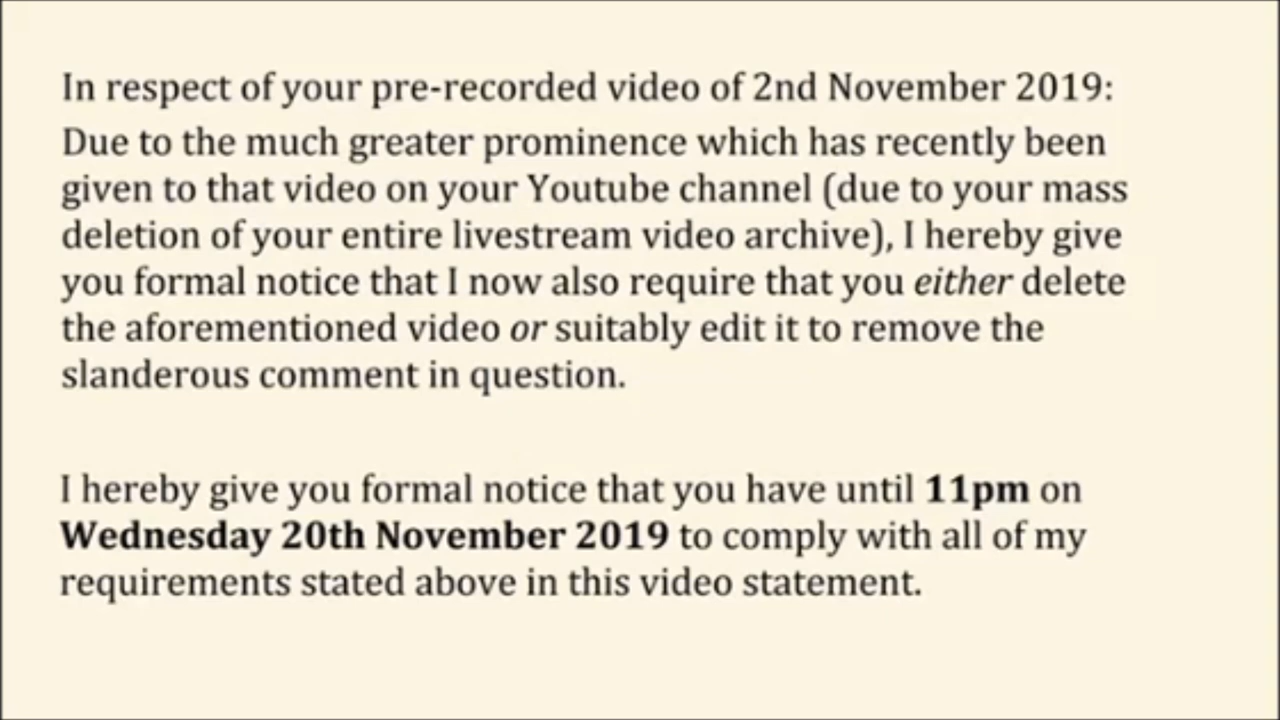 In respect of your pre-recorded video of 2nd November 2019:
Due to the much greater prominence which has recently been
given to that video on your Youtube channel (due to your mass
deletion of your entire livestream video archive), I hereby give
you formal notice that I now also require that you either delete
the aforementioned video or suitably edit it to remove the
slanderous comment in question.
I hereby give you formal notice that you have until 11pm on
Wednesday 20th November 2019 to comply with all of my
requirements stated above in this video statement.